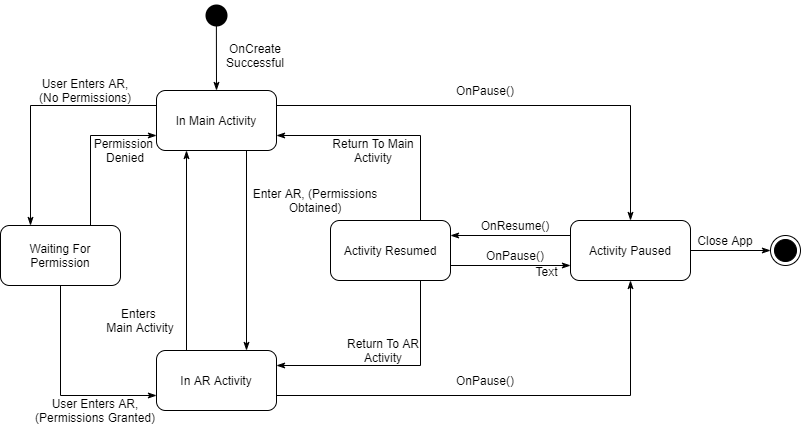 OnCreate
Successful
User Enters AR,
(No Permissions)
OnPause()
In Main Activity
Permission
Denied
Return To Main
Activity
Enter AR, (Permissions
Obtained)
OnResume()
Close App
Waiting For
Permission
Activity Resumed
Activity Paused
OnPause()
Text
Enters
Main Activity
Return To AR
Activity
In AR Activity
OnPause()
User Enters AR,
(Permissions Granted)